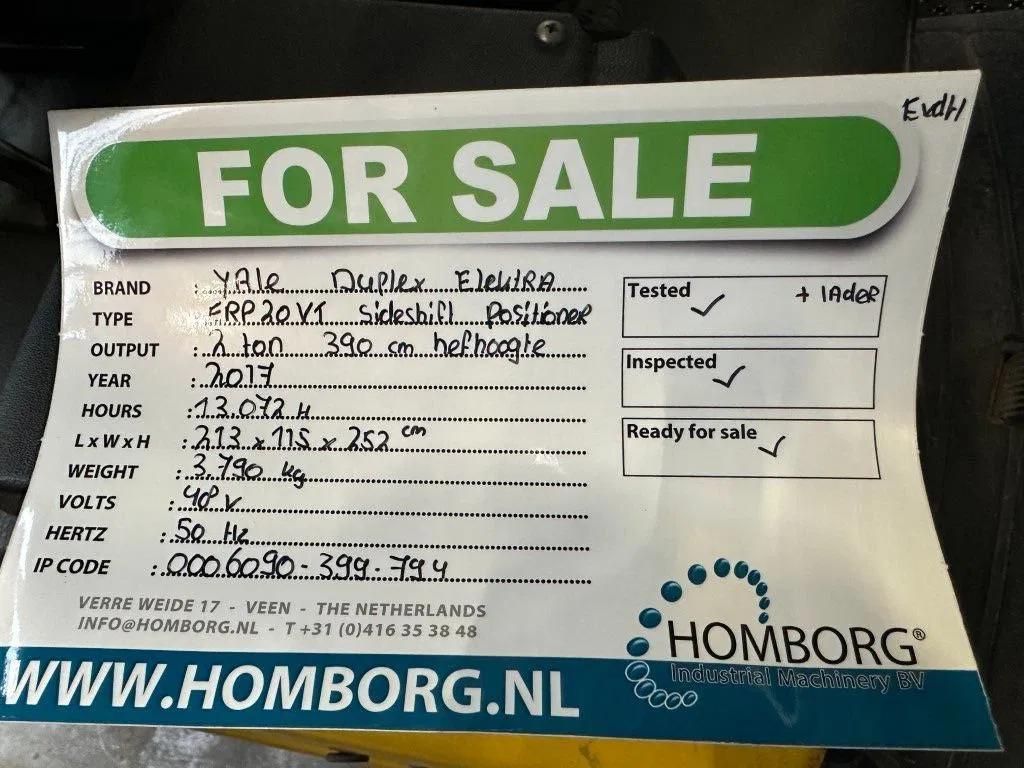 EvdH
FOR SALE
BRAND : YAle Duplex ElektRA
TYPE : ERP20VT Sideshift Positioner
OUTPUT : 2 ton 390 cm hefhoogte
YEAR : 2017
HOURS : 13.072 H
L x W x H : 213 x 115 x 252 cm
WEIGHT : 3.790 kg
VOLTS : 48 V
HERTZ : 50 Hz
IP CODE : 0006090-399-794
Tested ✓ + lAdeR
Inspected ✓
Ready for sale ✓
VERRE WEIDE 17 - VEEN - THE NETHERLANDS
INFO@HOMBORG.NL - T +31 (0)416 35 38 48
WWW.HOMBORG.NL
HOMBORG®
Industrial Machinery BV